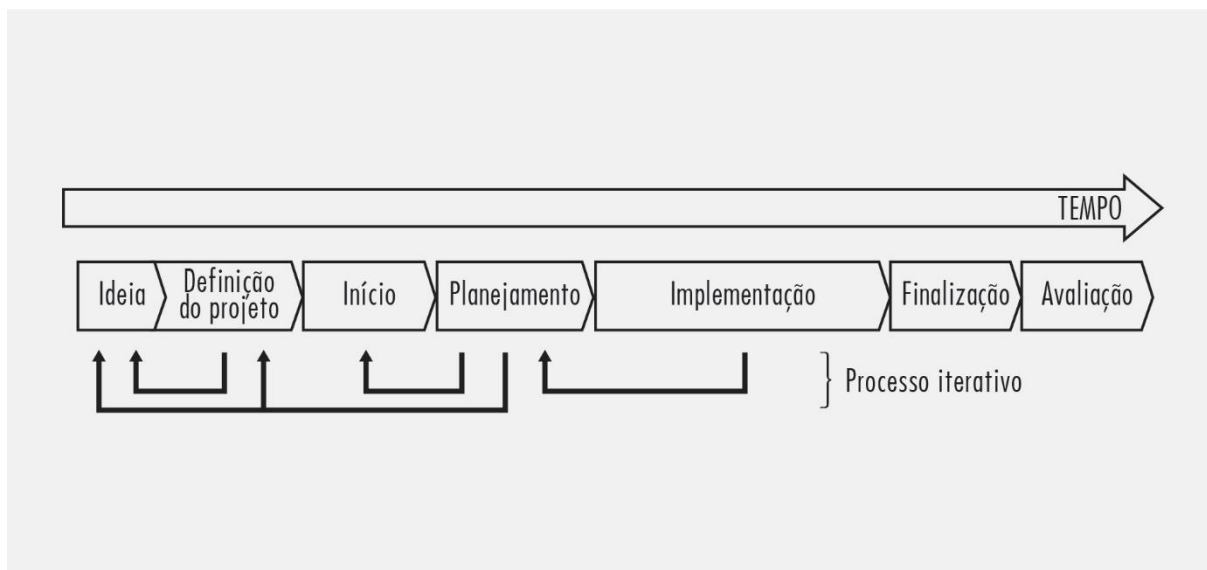 TEMPO
Ideia
Definição
do projeto
Início
Planejamento
Implementação
Finalização
Avaliação
Processo iterativo